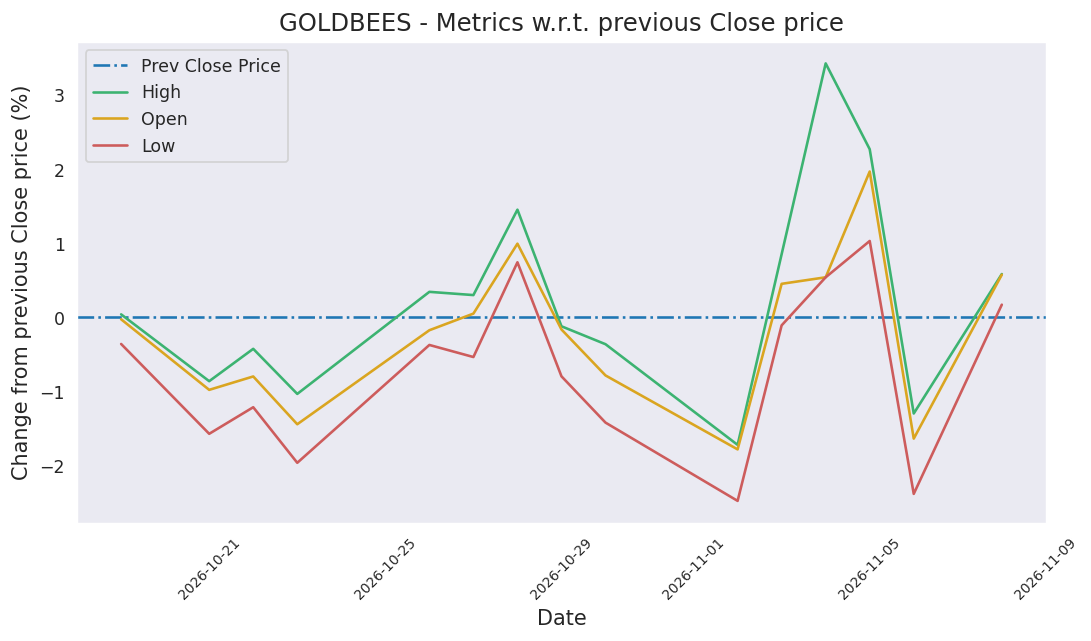 GOLDBEES - Metrics w.r.t. previous Close price
Prev Close Price
High
Open
Low
Change from previous Close price (%)
3
2
1
0
−1
−2
2026-10-21
2026-10-25
2026-10-29
2026-11-01
2026-11-05
2026-11-09
Date